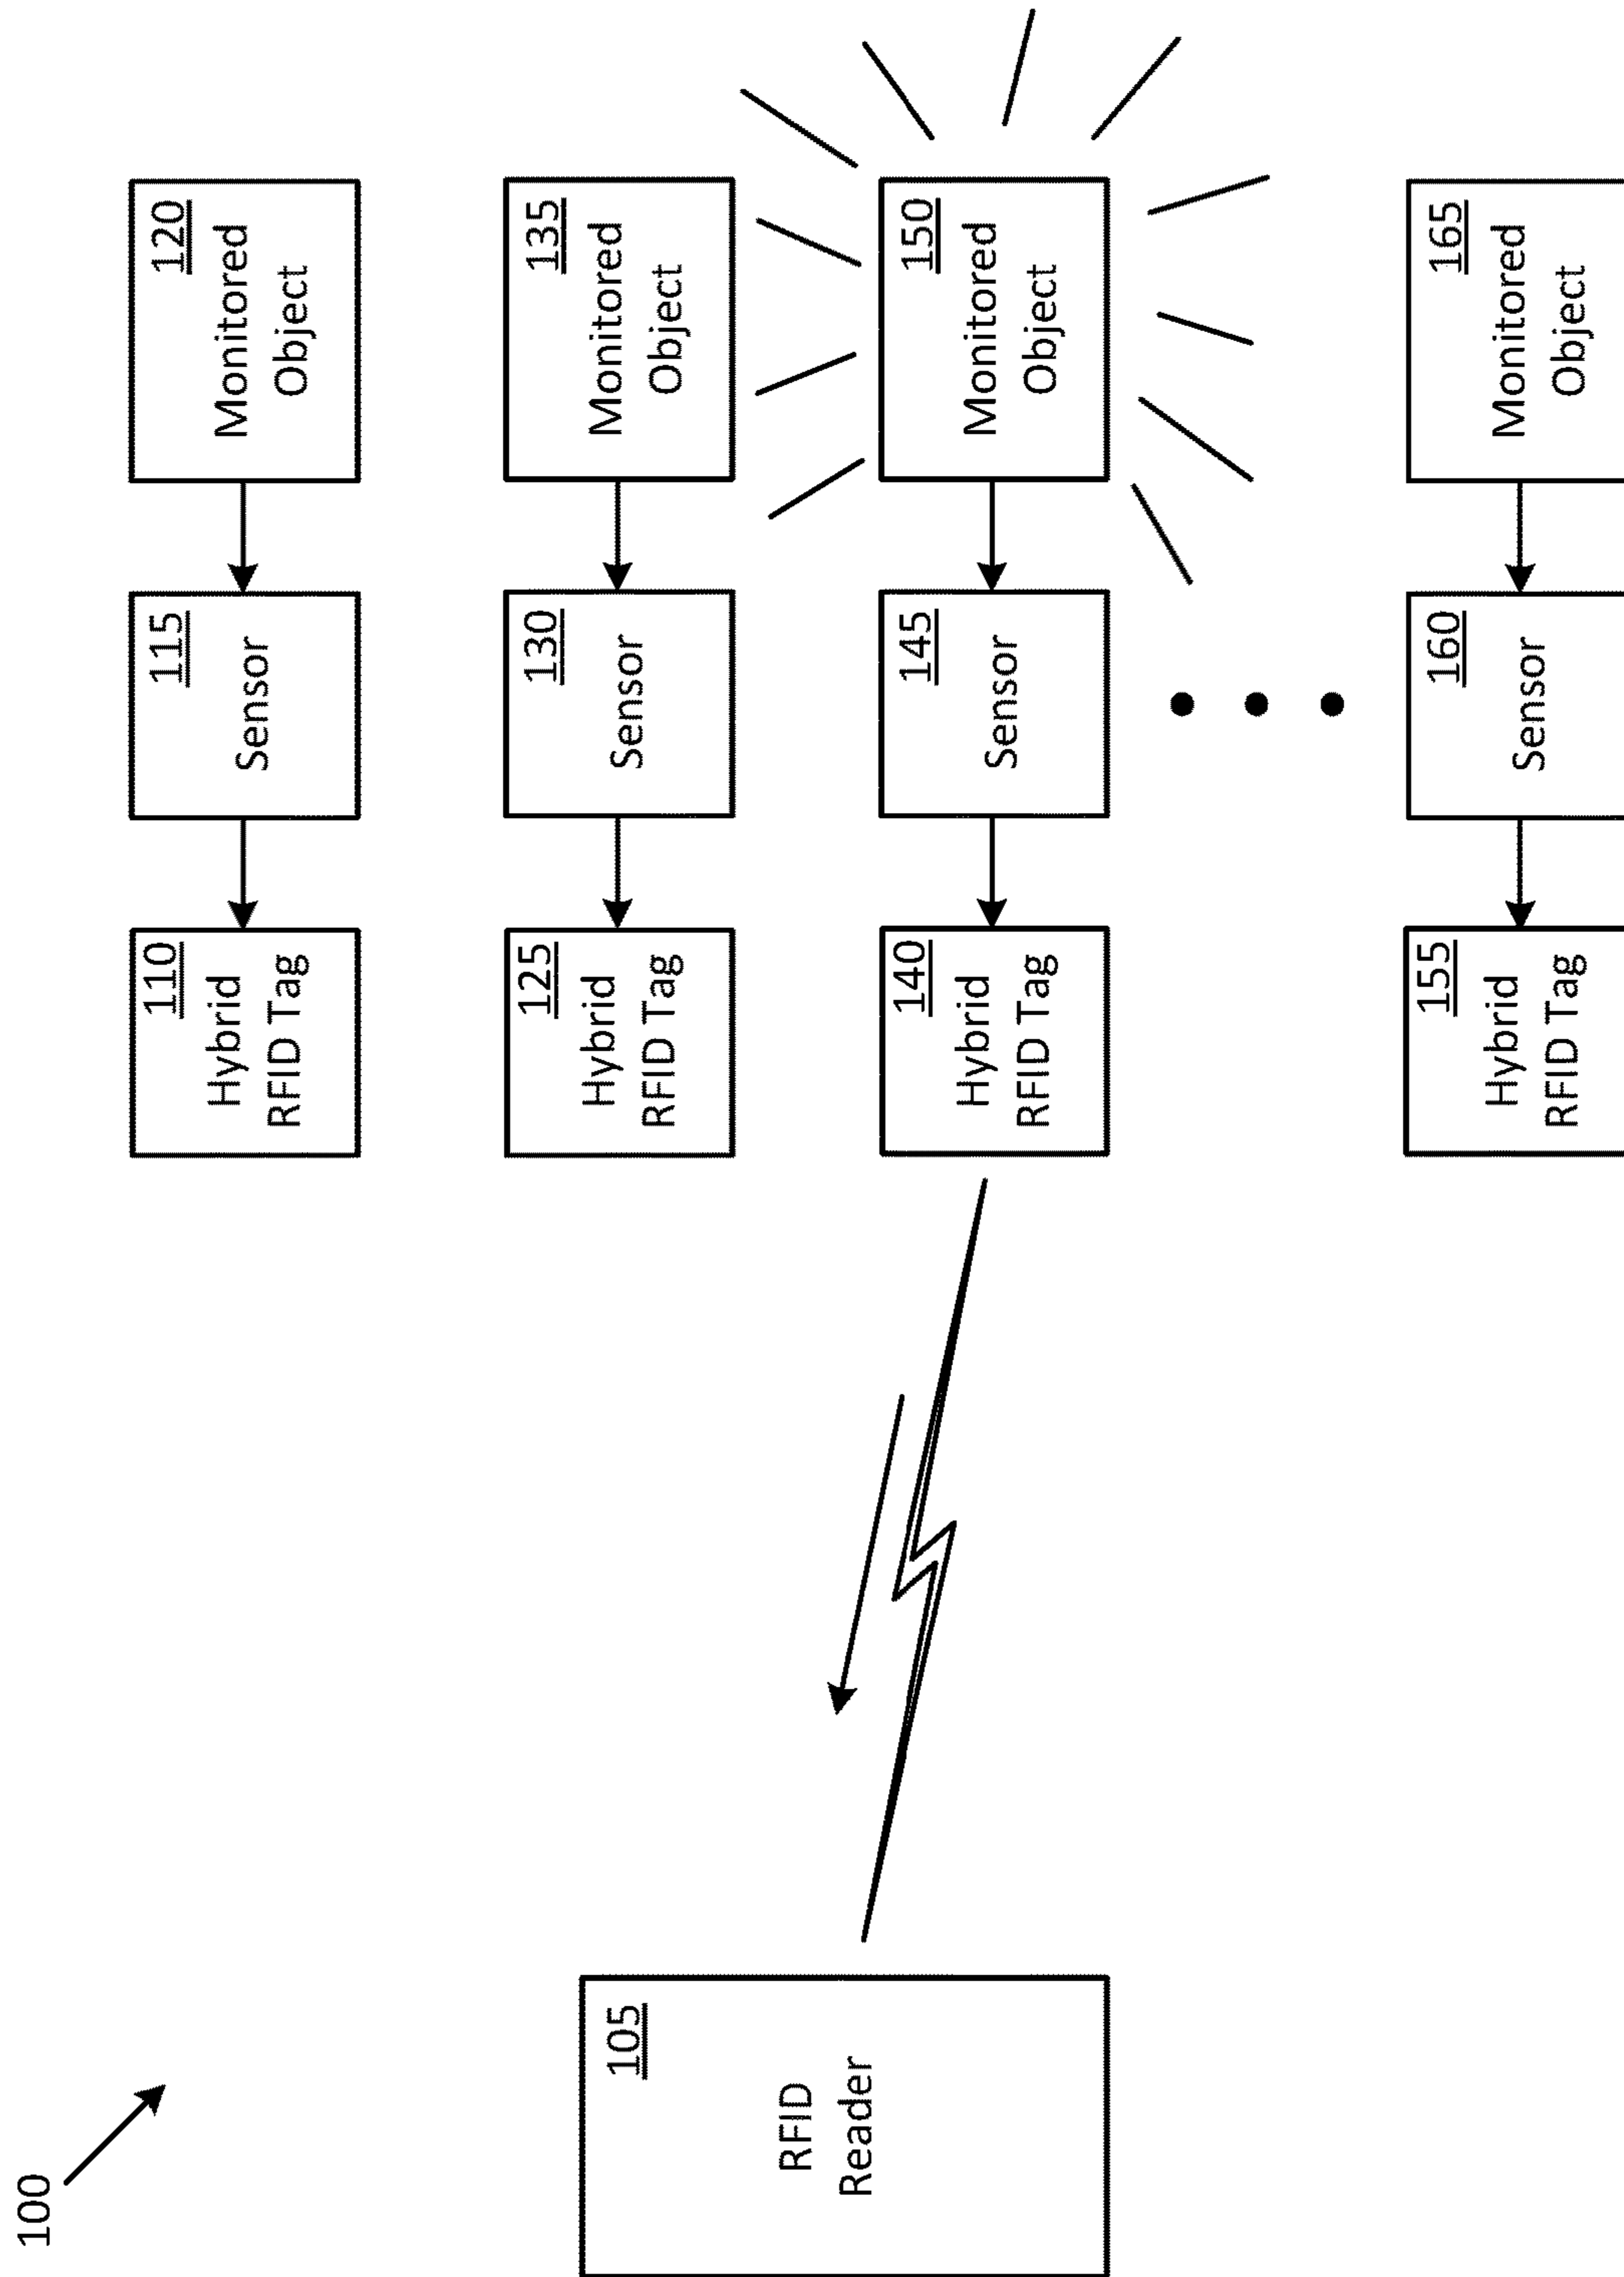 100
105
RFID
Reader
110
Hybrid
RFID Tag
115
Sensor
120
Monitored
Object
125
Hybrid
RFID Tag
130
Sensor
135
Monitored
Object
140
Hybrid
RFID Tag
145
Sensor
150
Monitored
Object
155
Hybrid
RFID Tag
160
Sensor
165
Monitored
Object